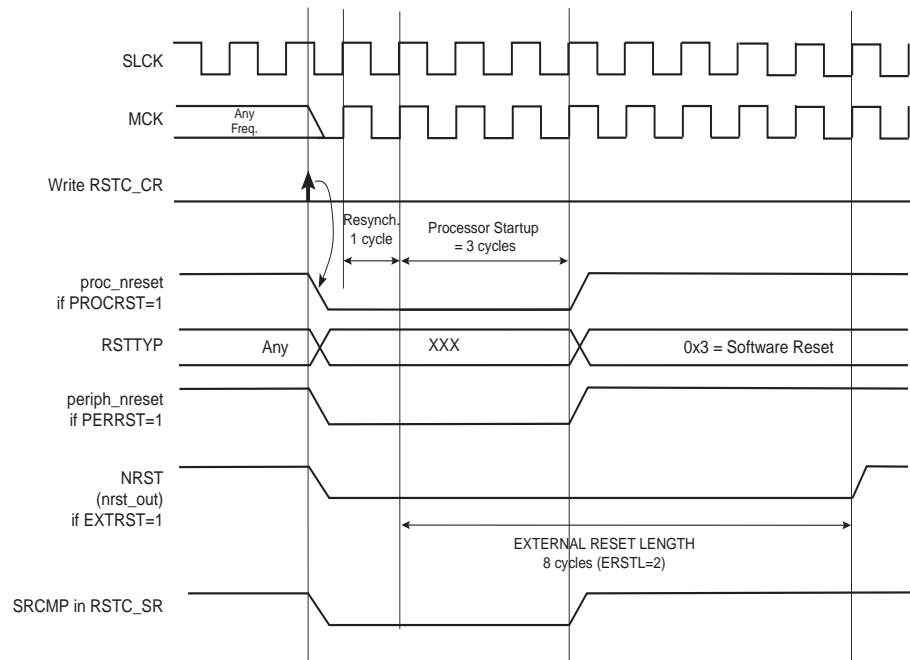 SLCK
MCK
Any
Freq.
Write RSTC_CR
Resynch.
1 cycle
Processor Startup
= 3 cycles
proc_nreset
if PROCRST=1
RSTTYP
Any
XXX
0x3 = Software Reset
periph_nreset
if PERRST=1
NRST
(nrst_out)
if EXTRST=1
EXTERNAL RESET LENGTH
8 cycles (ERSTL=2)
SRCMP in RSTC_SR